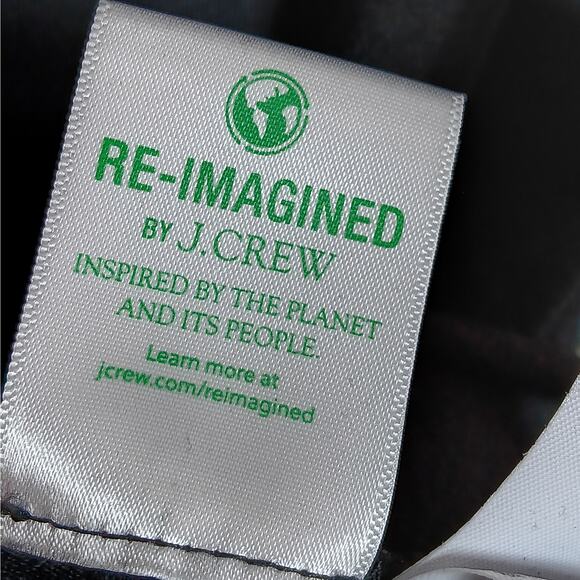 RE-IMAGINED
BY J.CREW
INSPIRED BY THE PLANET
AND ITS PEOPLE.
Learn more at
jcrew.com/reimagined